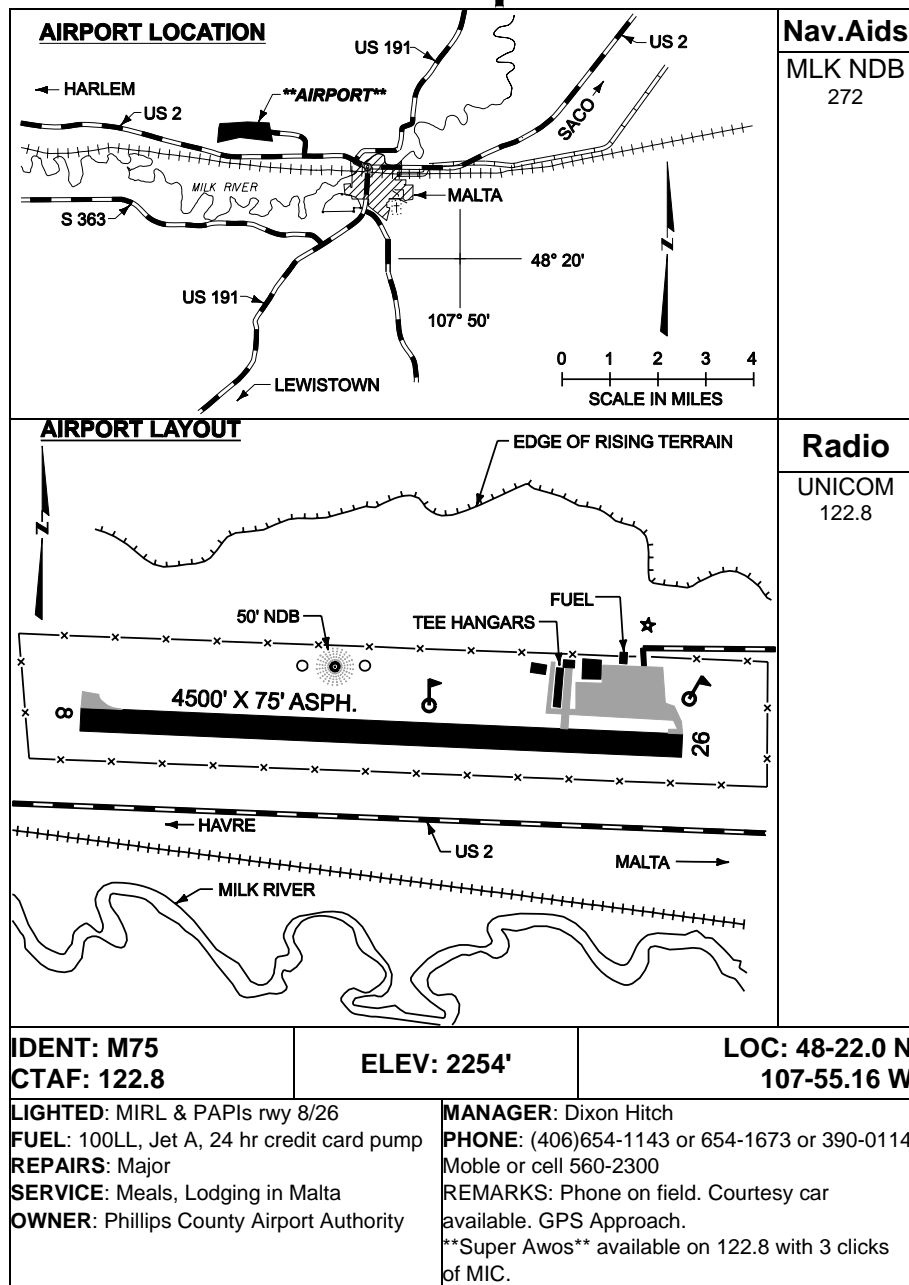 AIRPORT LOCATION
US 191
US 2
HARLEM
**AIRPORT**
US 2
SACO
MILK RIVER
MALTA
S 363
N
48° 20'
US 191
107° 50'
0 1 2 3 4
LEWISTOWN
SCALE IN MILES
Nav.Aids
MLK NDB
272
AIRPORT LAYOUT
EDGE OF RISING TERRAIN
N
FUEL
50' NDB
TEE HANGARS
4500' X 75' ASPH.
8
26
HAVRE
US 2
MALTA
MILK RIVER
Radio
UNICOM
122.8
IDENT: M75
CTAF: 122.8
ELEV: 2254'
LOC: 48-22.0 N
107-55.16 W
LIGHTED: MIRL & PAPIs rwy 8/26
FUEL: 100LL, Jet A, 24 hr credit card pump
REPAIRS: Major
SERVICE: Meals, Lodging in Malta
OWNER: Phillips County Airport Authority
MANAGER: Dixon Hitch
PHONE: (406)654-1143 or 654-1673 or 390-0114
Moble or cell 560-2300
REMARKS: Phone on field. Courtesy car
available. GPS Approach.
**Super Awos** available on 122.8 with 3 clicks
of MIC.